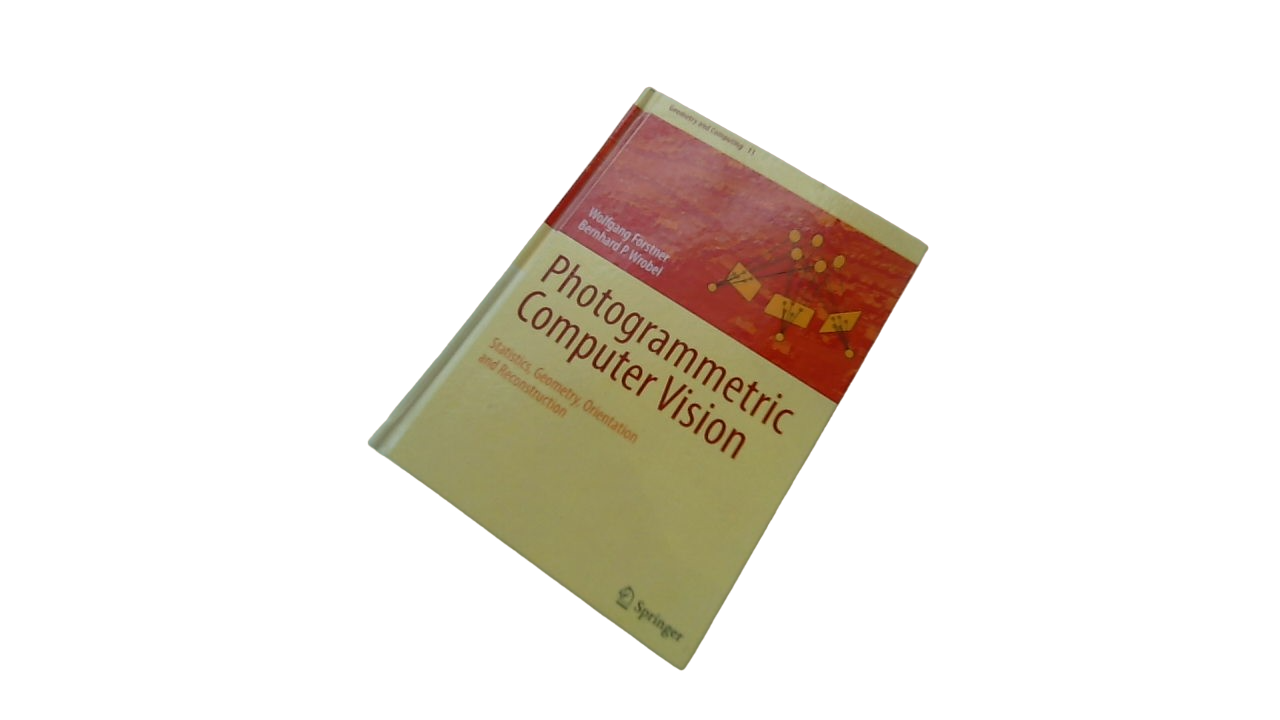 Geometry and Computing 11
Wolfgang Förstner
Bernhard P. Wrobel
Photogrammetric
Computer Vision
Statistics, Geometry, Orientation
and Reconstruction
Springer